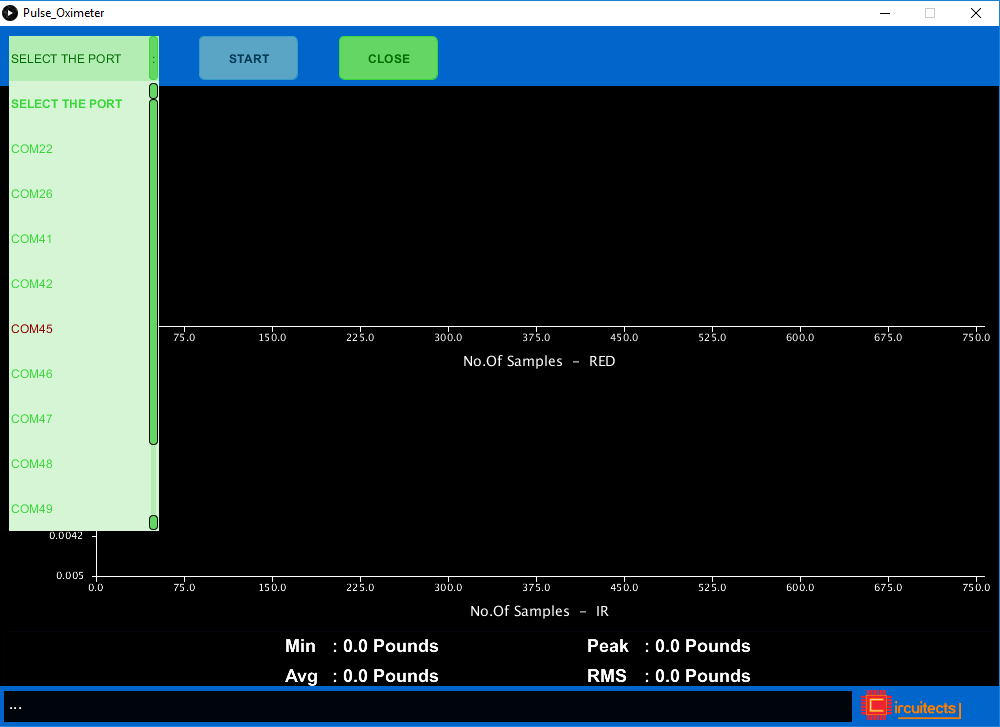 Pulse_Oximeter
SELECT THE PORT :
START
CLOSE
SELECT THE PORT
COM22
COM26
COM41
COM42
COM45
COM46
COM47
COM48
COM49
75.0 150.0 225.0 300.0 375.0 450.0 525.0 600.0 675.0 750.0
No.Of Samples - RED
0.0042
0.005
0.0 75.0 150.0 225.0 300.0 375.0 450.0 525.0 600.0 675.0 750.0
No.Of Samples - IR
Min : 0.0 Pounds
Peak : 0.0 Pounds
Avg : 0.0 Pounds
RMS : 0.0 Pounds
...
Circuitects